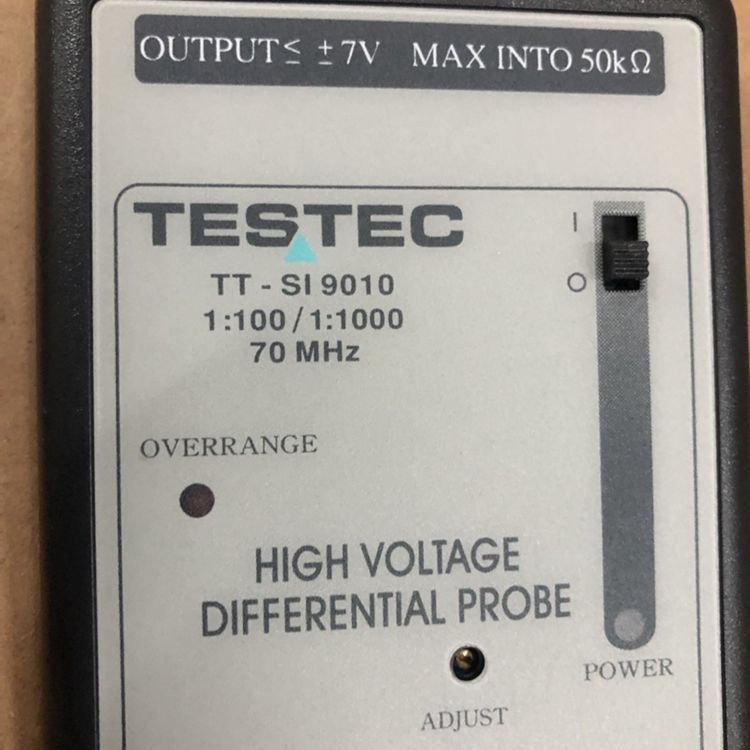 OUTPUT ≤ ± 7V MAX INTO 50kΩ
TESTEC
TT - SI 9010
1:100 / 1:1000
70 MHz
I
O
OVERRANGE
HIGH VOLTAGE
DIFFERENTIAL PROBE
POWER
ADJUST